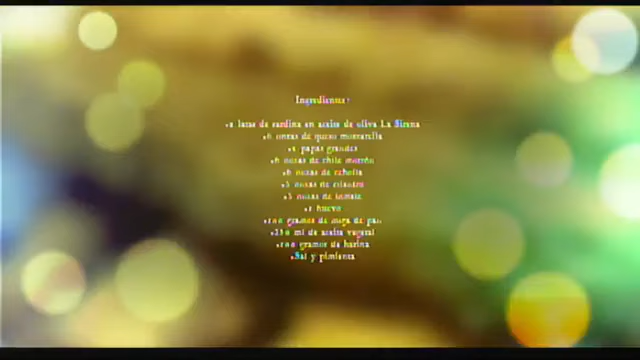 Ingredientes:
•2 latas de sardina en aceite de oliva La Sirena
•6 onzas de queso mozzarella
papas grandes
•6 onzas de chile morrón
•6 onzas de cebolla
•3 onzas de cilantro
•3 onzas de tomate
•1 huevo
•100 gramos de miga de pan
•250 ml de aceite vegetal
•100 gramos de harina
•Sal y pimienta